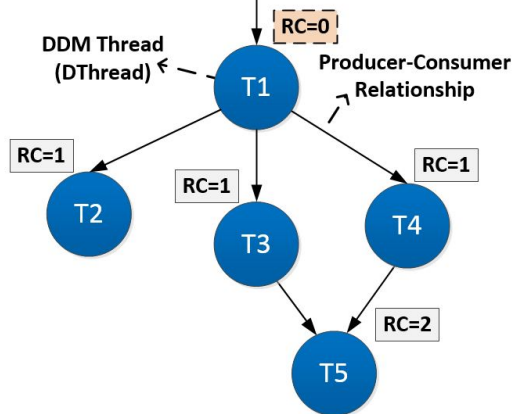 RC=0
DDM Thread
(DThread)
T1
Producer-Consumer
Relationship
RC=1
RC=1
RC=1
T2
T3
T4
RC=2
T5